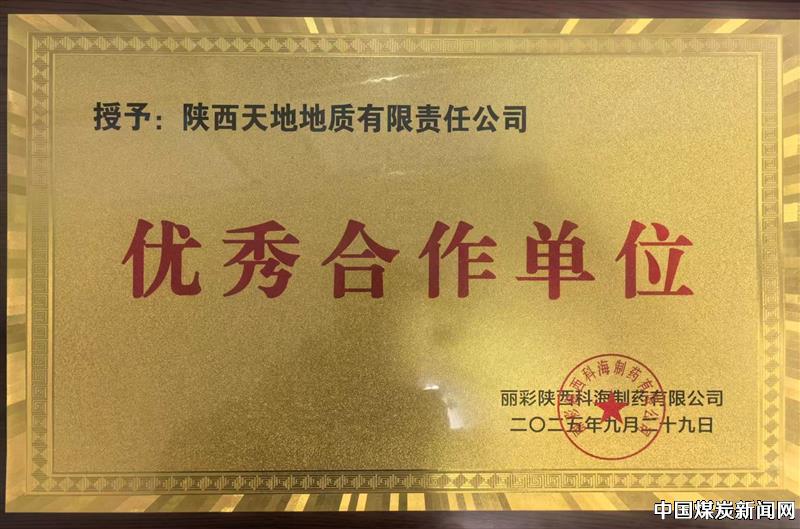 授予：陕西天地地质有限责任公司
优秀合作单位
丽彩陕西科海制药有限公司
二〇二五年九月二十九日
中国煤炭新闻网